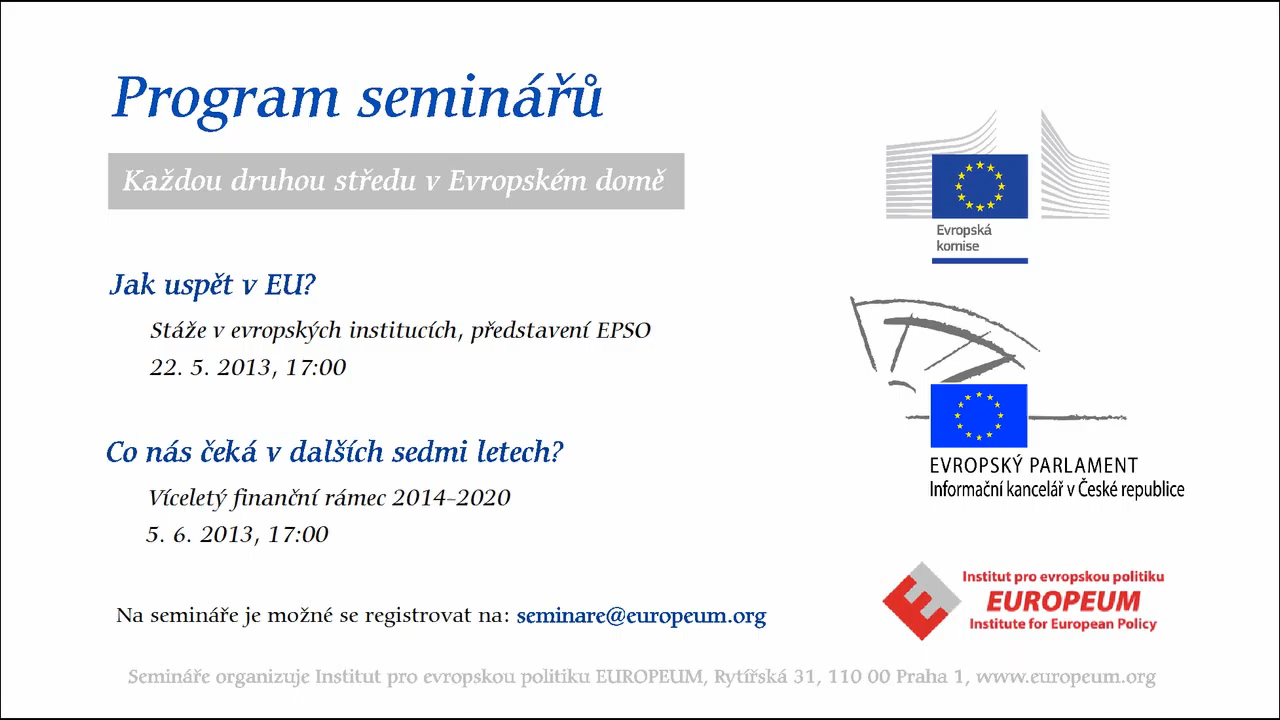 Program seminářů
Každou druhou středu v Evropském domě
Jak uspět v EU?
Stáže v evropských institucích, představení EPSO
22. 5. 2013, 17:00
Co nás čeká v dalších sedmi letech?
Víceletý finanční rámec 2014–2020
5. 6. 2013, 17:00
Na semináře je možné se registrovat na: seminare@europeum.org
Evropská
komise
EVROPSKÝ PARLAMENT
Informační kancelář v České republice
Institut pro evropskou politiku
EUROPEUM
Institute for European Policy
Semináře organizuje Institut pro evropskou politiku EUROPEUM, Rytířská 31, 110 00 Praha 1, www.europeum.org